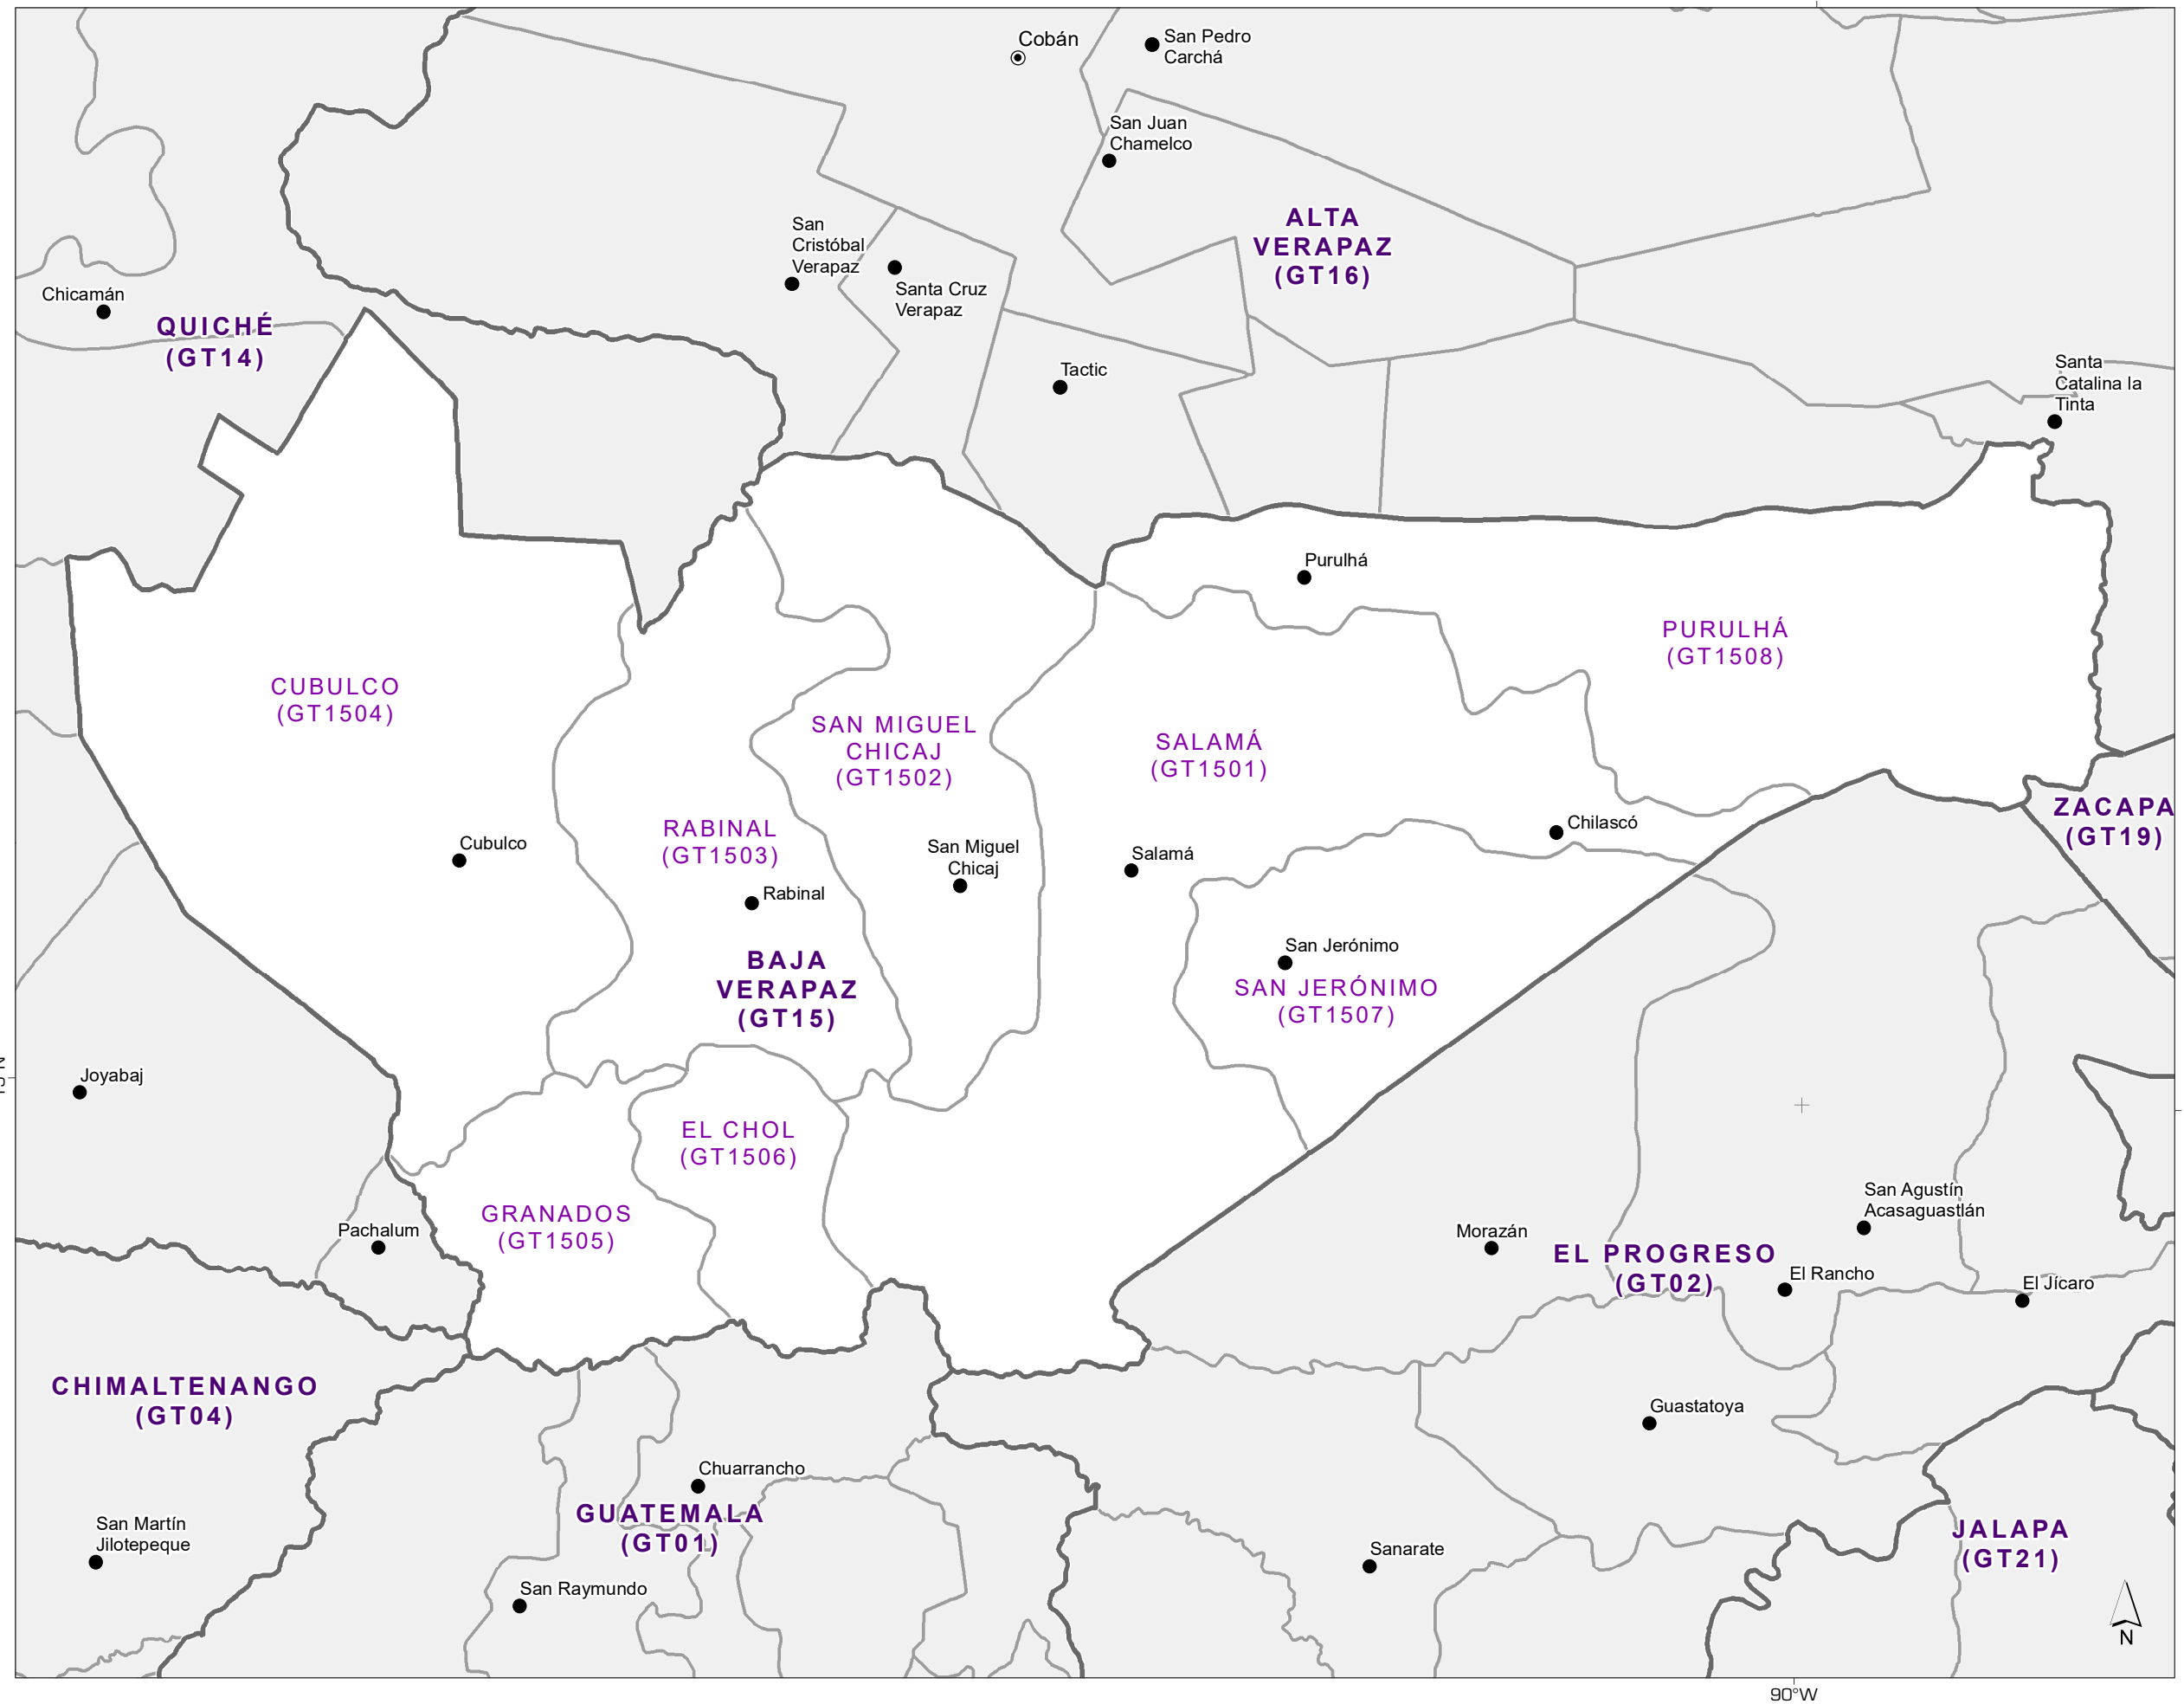 Cobán
San Pedro
Carchá
San Juan
Chamelco
ALTA
VERAPAZ
(GT16)
San
Cristóbal
Verapaz
Santa Cruz
Verapaz
Chicamán
QUICHÉ
(GT14)
Tactic
Santa
Catalina la
Tinta
Purulhá
PURULHÁ
(GT1508)
CUBULCO
(GT1504)
SAN MIGUEL
CHICAJ
(GT1502)
SALAMÁ
(GT1501)
ZACAPA
(GT19)
RABINAL
(GT1503)
Chilascó
Cubulco
San Miguel
Chicaj
Salamá
Rabinal
San Jerónimo
SAN JERÓNIMO
(GT1507)
BAJA
VERAPAZ
(GT15)
Joyabaj
EL CHOL
(GT1506)
GRANADOS
(GT1505)
Pachalum
San Agustín
Acasaguastlán
Morazán
EL PROGRESO
(GT02)
El Rancho
El Jícaro
CHIMALTENANGO
(GT04)
Guastatoya
Chuarrancho
GUATEMALA
(GT01)
San Martín
Jilotepeque
Sanarate
JALAPA
(GT21)
San Raymundo
N
90°W